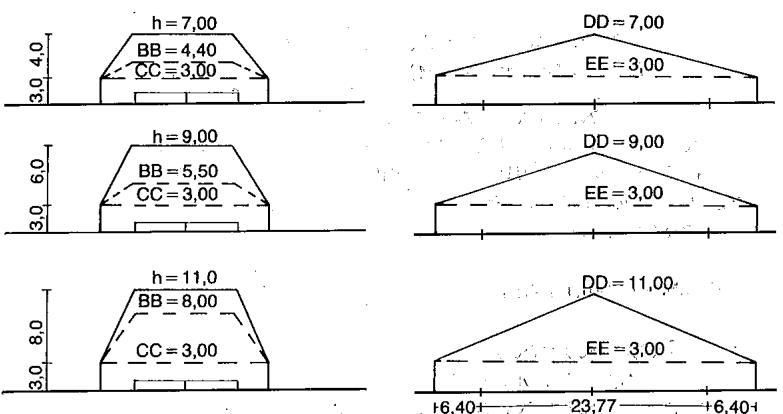 h=7,00
BB=4,40
CC=3,00
4,0
3,0
DD=7,00
EE=3,00
h=9,00
BB=5,50
CC=3,00
6,0
3,0
DD=9,00
EE=3,00
h=11,0
BB=8,00
CC=3,00
8,0
3,0
DD=11,00
EE=3,00
6,40
23,77
6,40